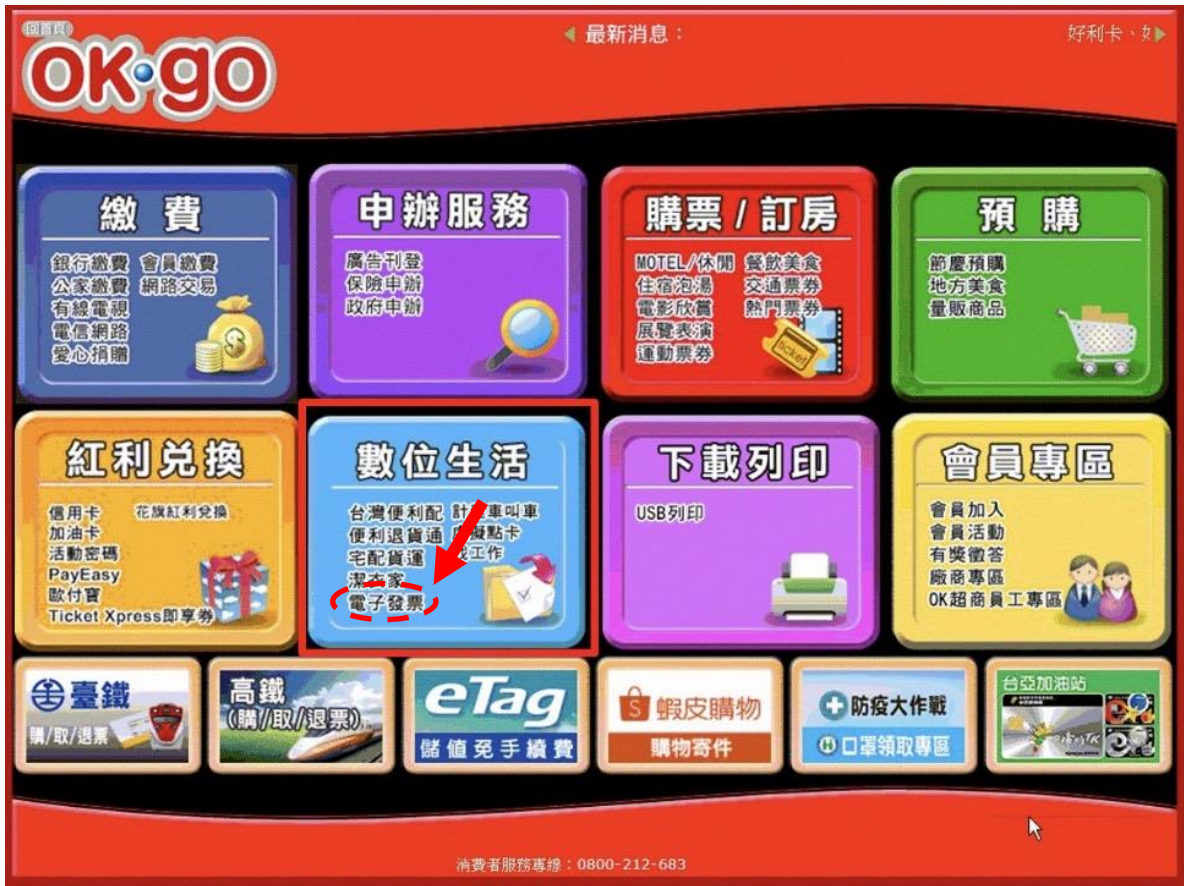 回首頁
OK·go
最新消息：
好利卡、好
繳費
銀行繳費 會員繳費
公家繳費 網路交易
有線電視
電信網路
愛心捐贈
申辦服務
廣告刊登
保險申辦
政府申辦
購票/訂房
MOTEL/休閒 餐飲美食
住宿泡湯 交通票券
電影欣賞 熱門票券
展覽表演
運動票券
ticket
預購
節慶預購
地方美食
量販商品
紅利兌換
信用卡 花旗紅利兌換
加油卡
活動密碼
PayEasy
歐付寶
Ticket Xpress即享券
數位生活
台灣便利配 計程車叫車
便利退貨通 虛擬點卡
宅配貨運 找工作
潔衣家
電子發票
下載列印
USB列印
會員專區
會員加入
會員活動
有獎徵答
廠商專區
OK超商員工專區
臺鐵
購/取/退票
高鐵
(購/取/退票)
eTag
儲值免手續費
蝦皮購物
購物寄件
防疫大作戰
口罩領取專區
台亞加油站
消費者服務專線：0800-212-683